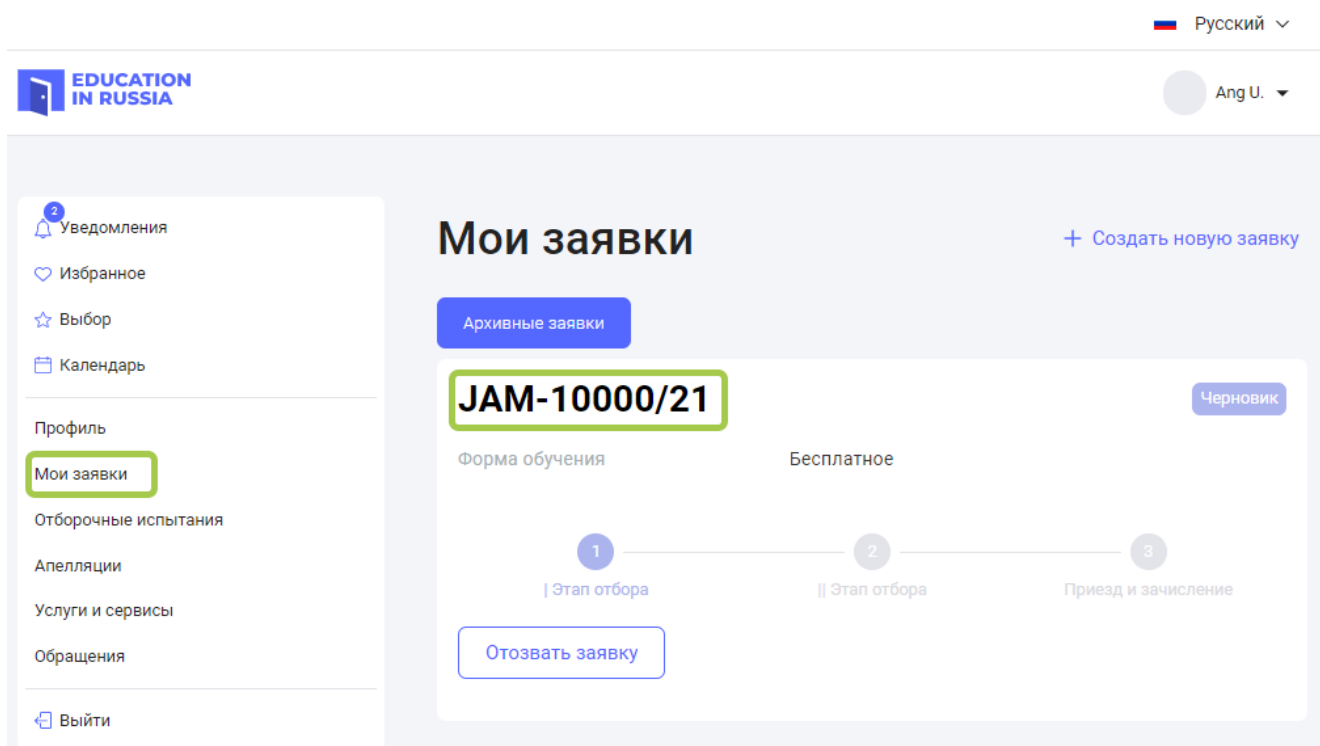 Русский
EDUCATION
IN RUSSIA
Ang U.
2
Уведомления
Избранное
Выбор
Календарь
Профиль
Мои заявки
Отборочные испытания
Апелляции
Услуги и сервисы
Обращения
Выйти
Мои заявки
+ Создать новую заявку
Архивные заявки
JAM-10000/21
Черновик
Форма обучения Бесплатное
1 2 3
| Этап отбора || Этап отбора Приезд и зачисление
Отозвать заявку